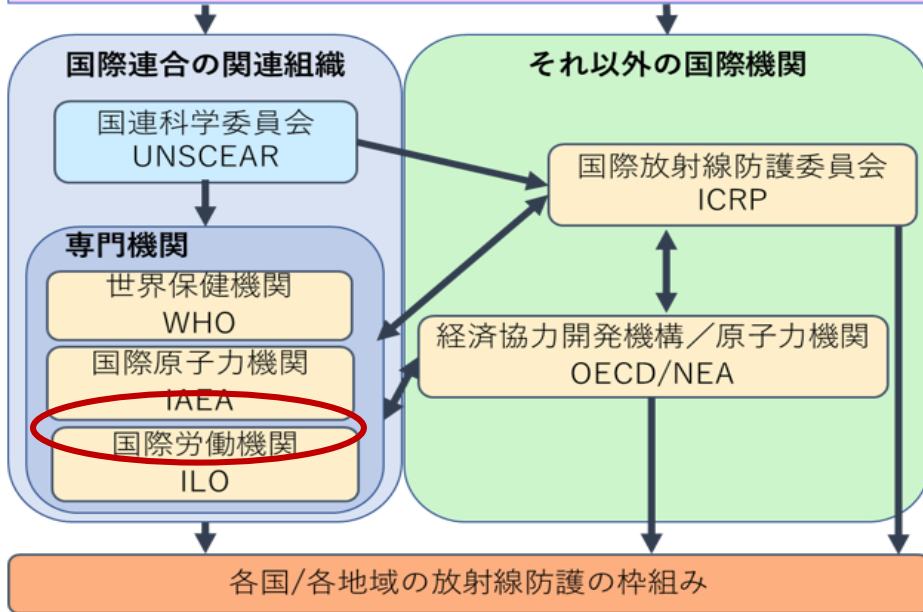 国際連合の関連組織
国連科学委員会
UNSCEAR
専門機関
世界保健機関
WHO
国際原子力機関
IAEA
国際労働機関
ILO
それ以外の国際機関
国際放射線防護委員会
ICRP
経済協力開発機構／原子力機関
OECD/NEA
各国/各地域の放射線防護の枠組み